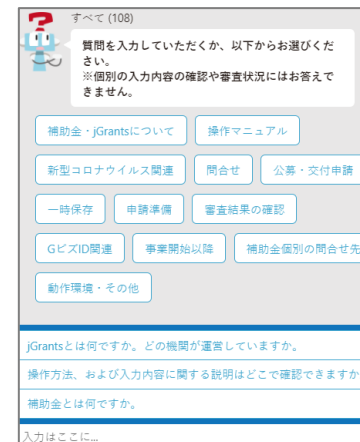 すべて (108)
質問を入力していただくか、以下からお選びくだ
さい。
※個別の入力内容の確認や審査状況にはお答えで
きません。
補助金・jGrantsについて 操作マニュアル
新型コロナウイルス関連 問合せ 公募・交付申請
一時保存 申請準備 審査結果の確認
GビズID関連 事業開始以降 補助金個別の問合せ先
動作環境・その他
jGrantsとは何ですか。どの機関が運営していますか。
操作方法、および入力内容に関する説明はどこで確認できますか
補助金とは何ですか。
入力はここに...